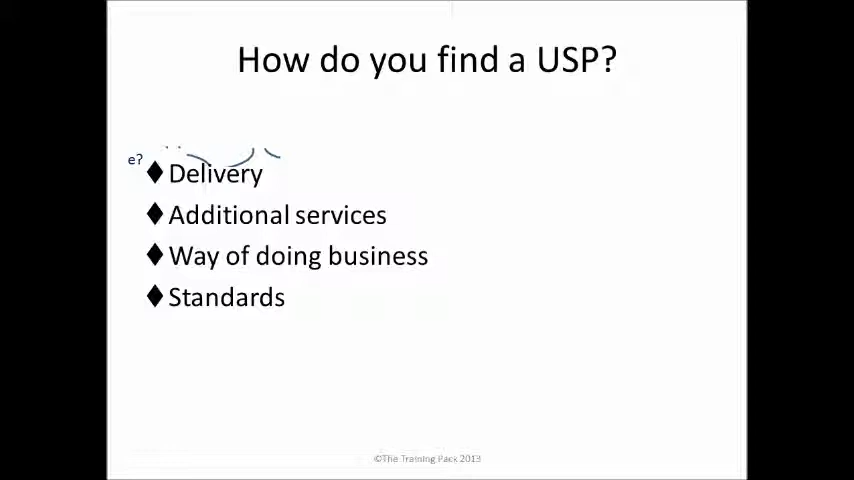 How do you find a USP?
e?
♦ Delivery
♦ Additional services
♦ Way of doing business
♦ Standards
©The Training Pack 2013